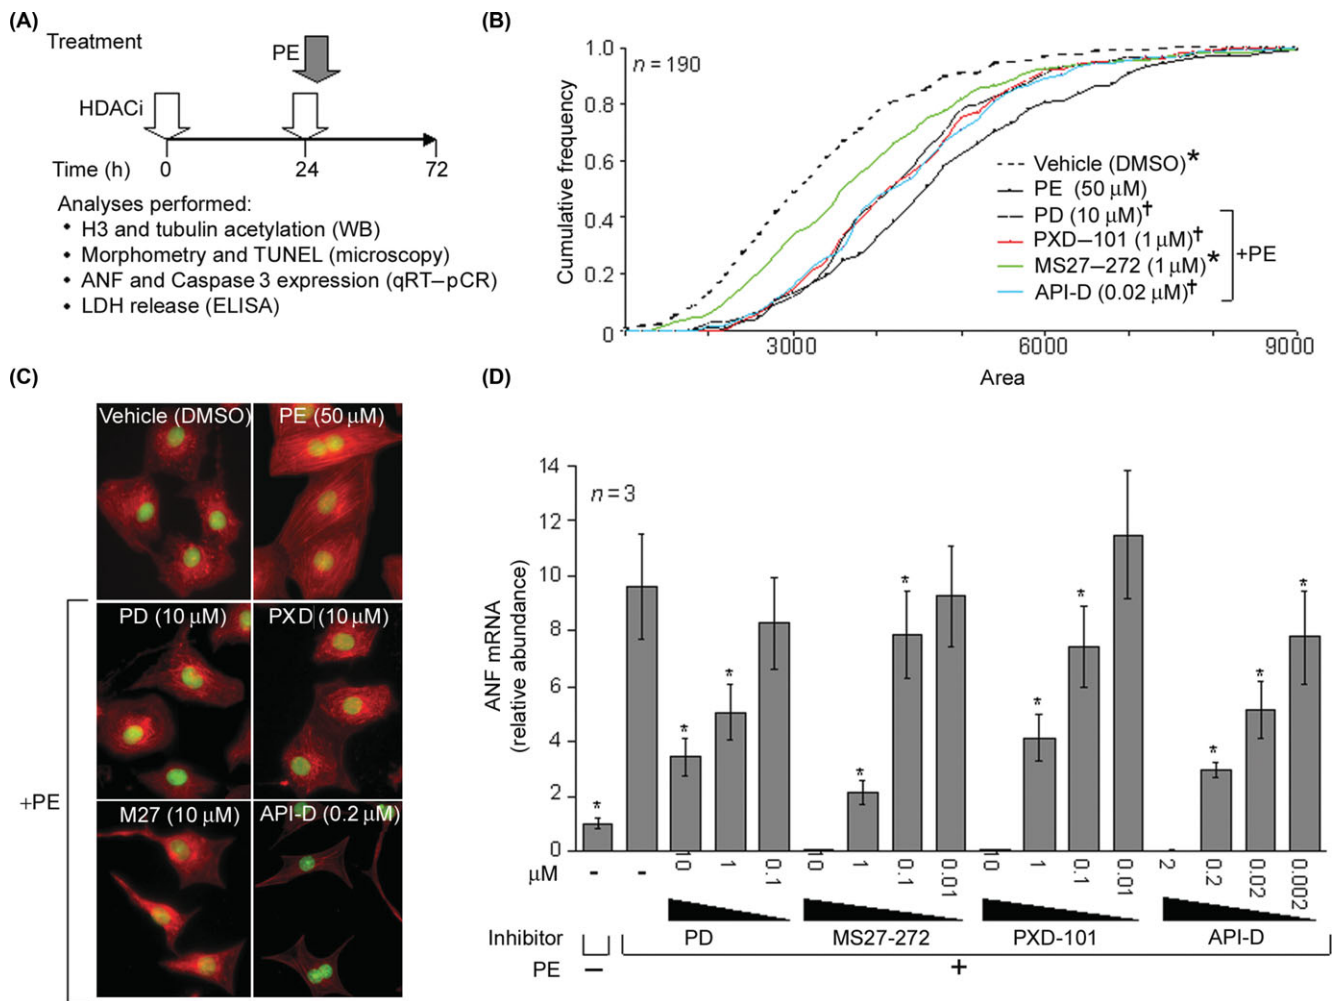 (A)
Treatment
PE
HDACi
Time (h) 0 24 72
Analyses performed:
• H3 and tubulin acetylation (WB)
• Morphometry and TUNEL (microscopy)
• ANF and Caspase 3 expression (qRT–pCR)
• LDH release (ELISA)
(B)
n = 190
Cumulative frequency
1.0
0.8
0.6
0.4
0.2
0
3000 6000 9000
Area
Vehicle (DMSO)*
PE (50 μM)
PD (10 μM)†
PXD–101 (1 μM)†
MS27–272 (1 μM)*
API-D (0.02 μM)†
+PE
(C)
Vehicle (DMSO) PE (50 μM)
PD (10 μM) PXD (10 μM)
M27 (10 μM) API-D (0.2 μM)
+PE
(D)
n = 3
ANF mRNA
(relative abundance)
14
12
10
8
6
4
2
0
* * * * * * * * * *
μM - - 10 1 0.1 10 1 0.1 0.01 10 1 0.1 0.01 2 0.2 0.02 0.002
Inhibitor PD MS27-272 PXD-101 API-D
PE – +